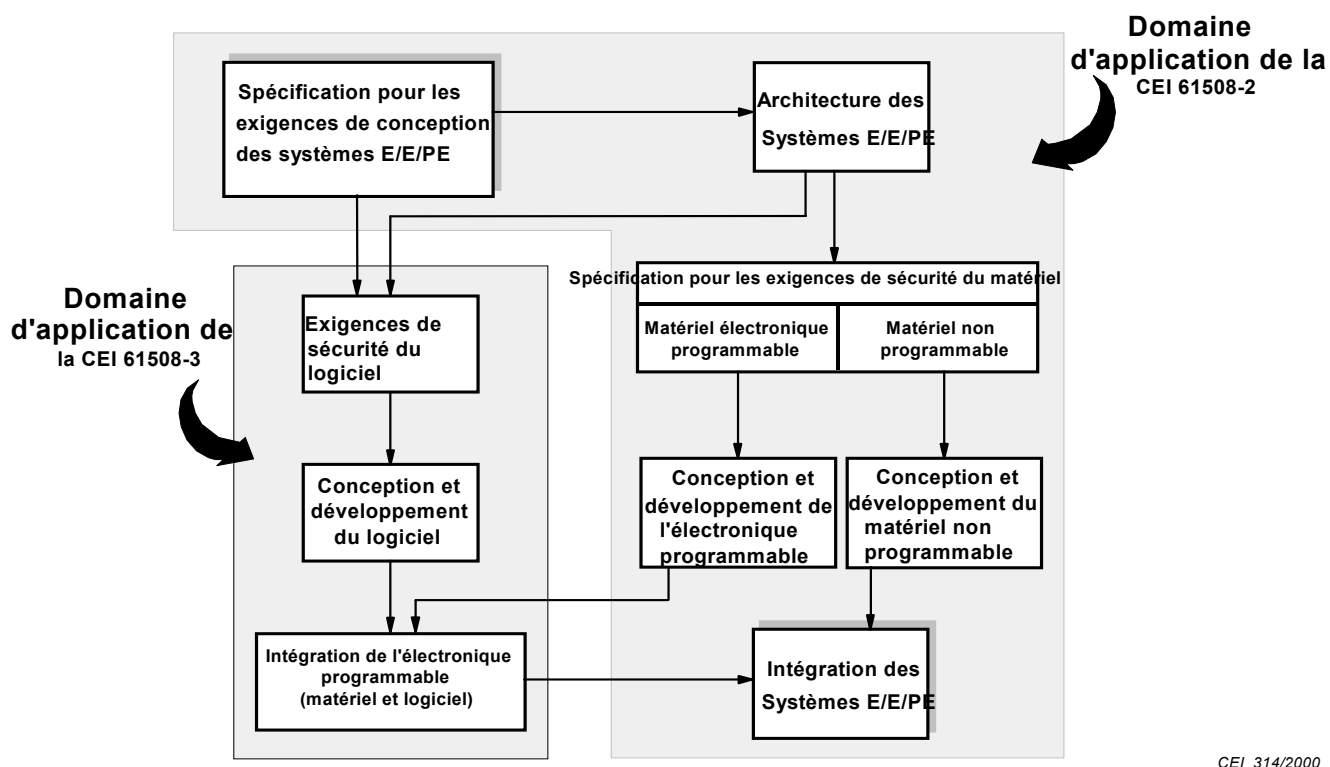 Domaine
d'application de la
CEI 61508-2
Spécification pour les
exigences de conception
des systèmes E/E/PE
Architecture des
Systèmes E/E/PE
Spécification pour les exigences de sécurité du matériel
Matériel électronique
programmable
Matériel non
programmable
Domaine
d'application de
la CEI 61508-3
Exigences de
sécurité du
logiciel
Conception et
développement
du logiciel
Conception et
développement de
l'électronique
programmable
Conception et
développement du
matériel non
programmable
Intégration de l'électronique
programmable
(matériel et logiciel)
Intégration des
Systèmes E/E/PE
CEI 314/2000